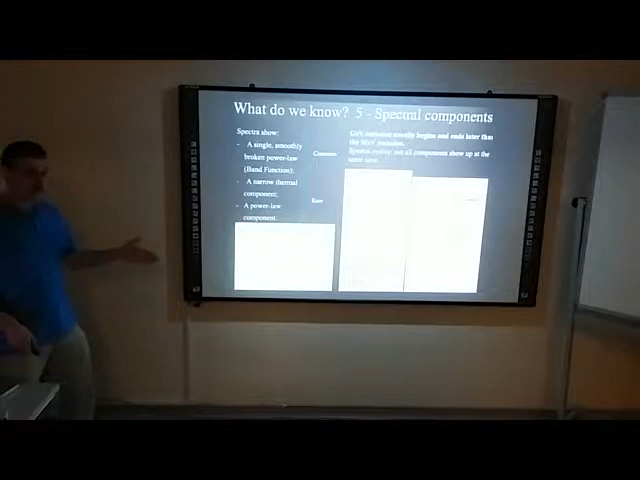 What do we know? 5 - Spectral components
Spectra show:
- A single, smoothly
broken power-law
(Band Function);
- A narrow thermal
component;
- A power-law
component
Common
Rare
GeV emission usually begins and ends later than
the MeV emission.
Spectra evolve: not all components show up at the
same time